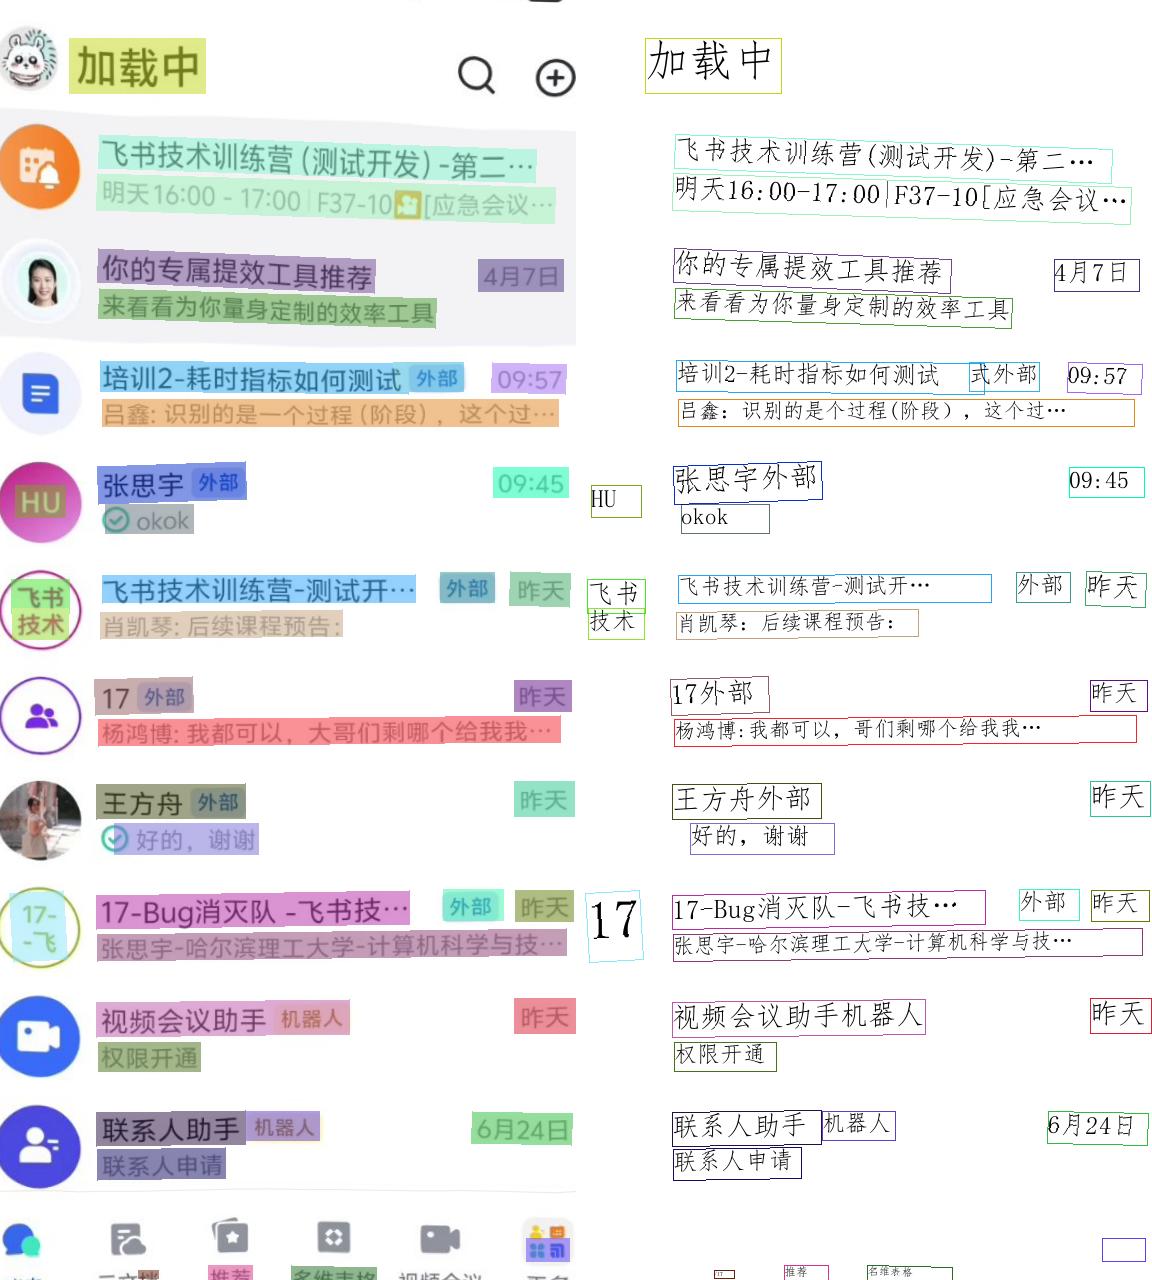 加载中
加载中
飞书技术训练营 (测试开发) -第二…
飞书技术训练营(测试开发)-第二…
明天16:00 - 17:00 | F37-10[应急会议…
明天16:00-17:00|F37-10[应急会议…
你的专属提效工具推荐 4月7日
你的专属提效工具推荐 4月7日
来看看为你量身定制的效率工具
来看看为你量身定制的效率工具
培训2-耗时指标如何测试 外部 09:57
培训2-耗时指标如何测试 式外部 09:57
吕鑫: 识别的是一个过程 (阶段) ，这个过…
吕鑫: 识别的是个过程(阶段) , 这个过…
HU 张思宇 外部 09:45
HU 张思宇外部 09:45
okok
okok
飞书技术 飞书技术训练营-测试开… 外部 昨天
飞书技术 飞书技术训练营-测试开… 外部 昨天
肖凯琴: 后续课程预告:
肖凯琴: 后续课程预告:
17 外部 昨天
17外部 昨天
杨鸿博: 我都可以，大哥们剩哪个给我我…
杨鸿博:我都可以, 哥们剩哪个给我我…
王方舟 外部 昨天
王方舟外部 昨天
好的，谢谢
好的, 谢谢
17--飞 17-Bug消灭队 -飞书技… 外部 昨天
17 17-Bug消灭队-飞书技… 外部 昨天
张思宇-哈尔滨理工大学-计算机科学与技…
张思宇-哈尔滨理工大学-计算机科学与技…
视频会议助手 机器人 昨天
视频会议助手机器人 昨天
权限开通
权限开通
联系人助手 机器人 6月24日
联系人助手 机器人 6月24日
联系人申请
联系人申请
推荐 多维表格 视频会议
推荐 名维表格